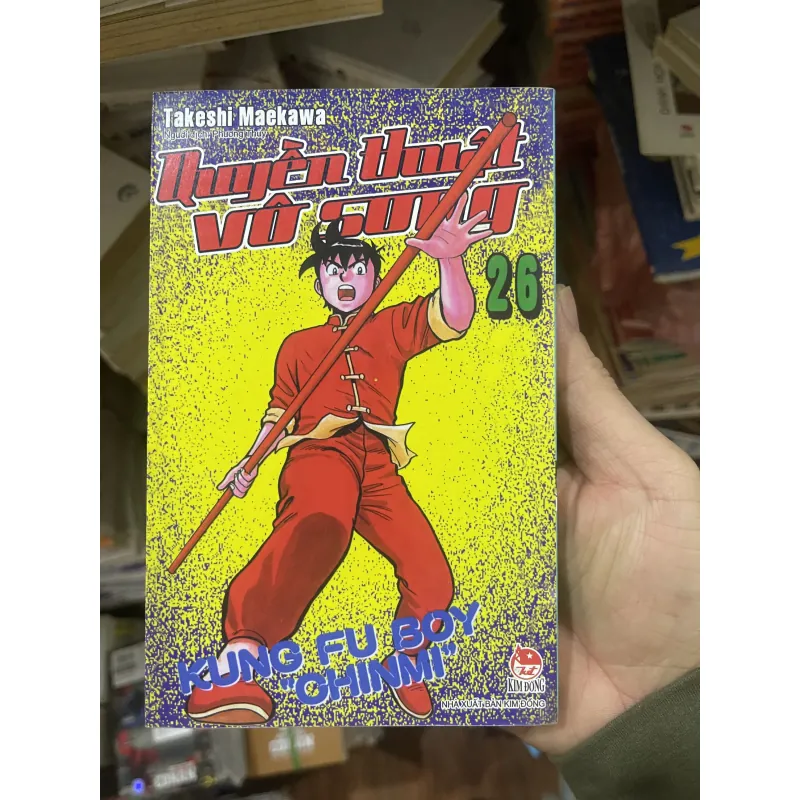 Takeshi Maekawa
Người dịch: Phương Thuý
Quyền thuật
vô song
26
KUNG FU BOY
"CHINMI"
KIM ĐỒNG
NHÀ XUẤT BẢN KIM ĐỒNG